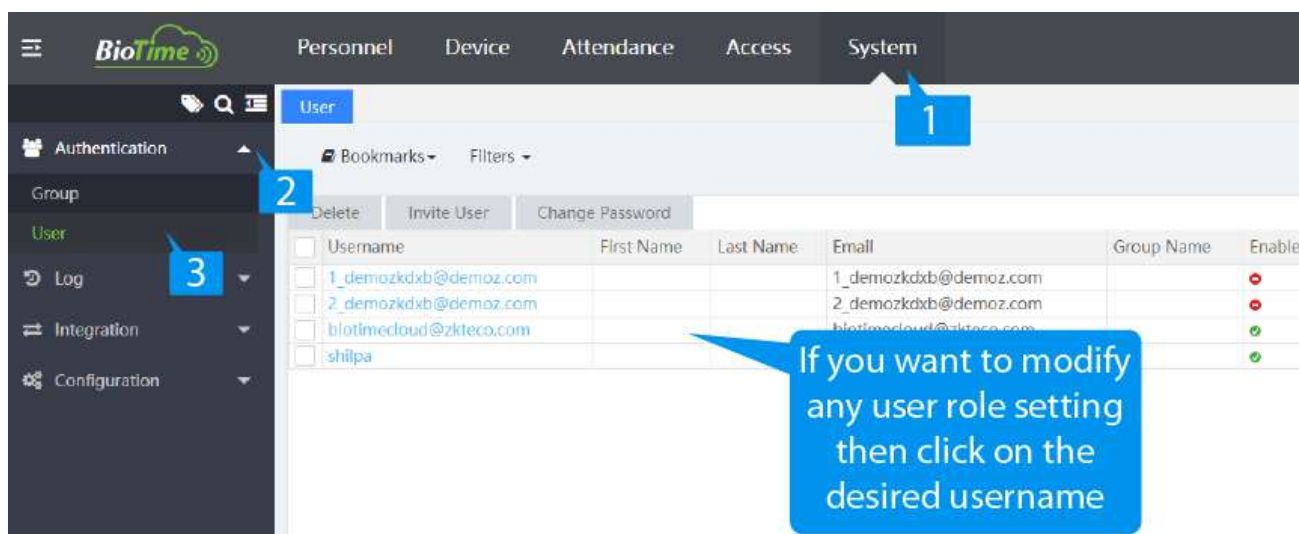 BioTime
Personnel Device Attendance Access System
1
User
Authentication
Bookmarks Filters
2
Group
Delete Invite User Change Password
User
Username First Name Last Name Email Group Name Enable
3
Log
1_demozkdxb@demoz.com 1_demozkdxb@demoz.com
2_demozkdxb@demoz.com 2_demozkdxb@demoz.com
Integration
biotimecloud@zkteco.com biotimecloud@zkteco.com
shilpa
Configuration
If you want to modify
any user role setting
then click on the
desired username